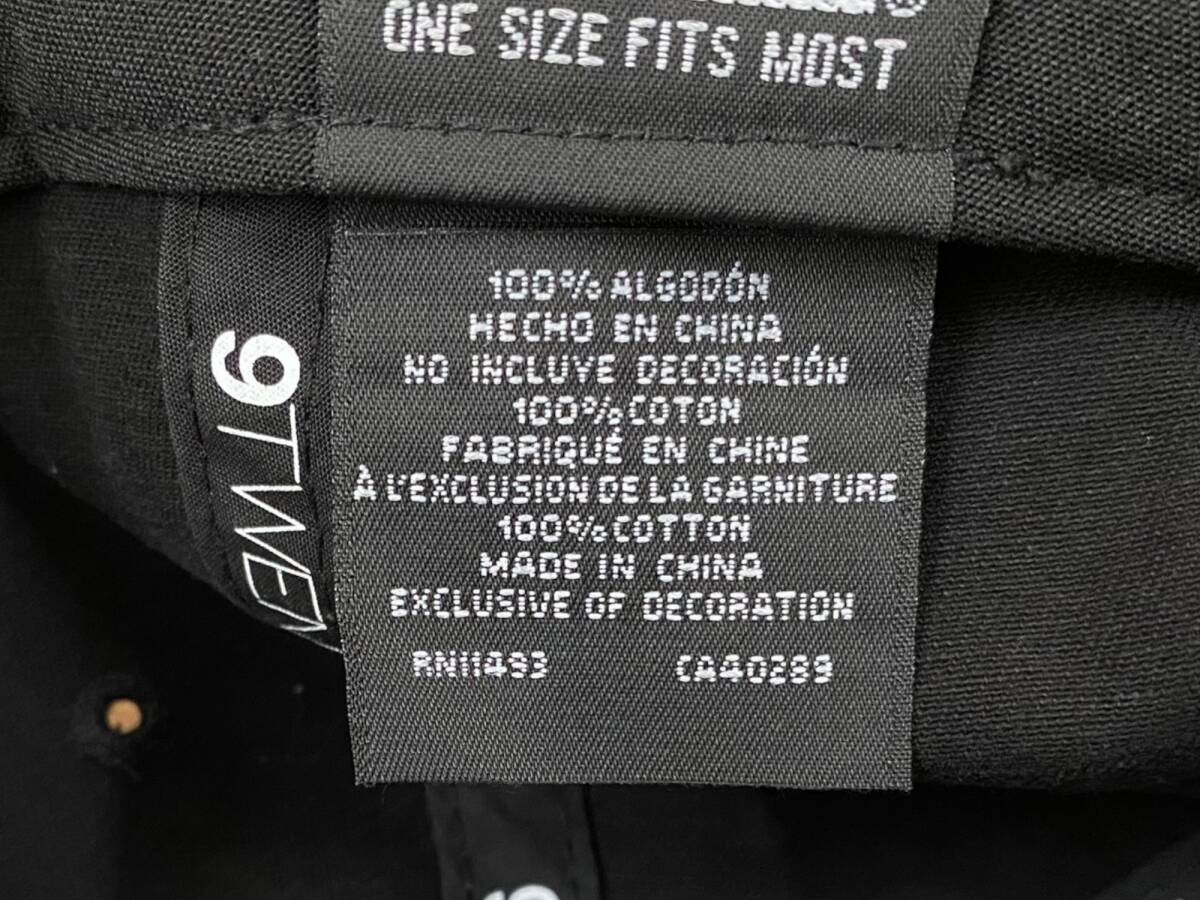 ONE SIZE FITS MOST
100% ALGODÓN
HECHO EN CHINA
NO INCLUYE DECORACIÓN
100% COTON
FABRIQUÉ EN CHINE
À L'EXCLUSION DE LA GARNITURE
100% COTTON
MADE IN CHINA
EXCLUSIVE OF DECORATION
RN11493 CA40289
9TWEN